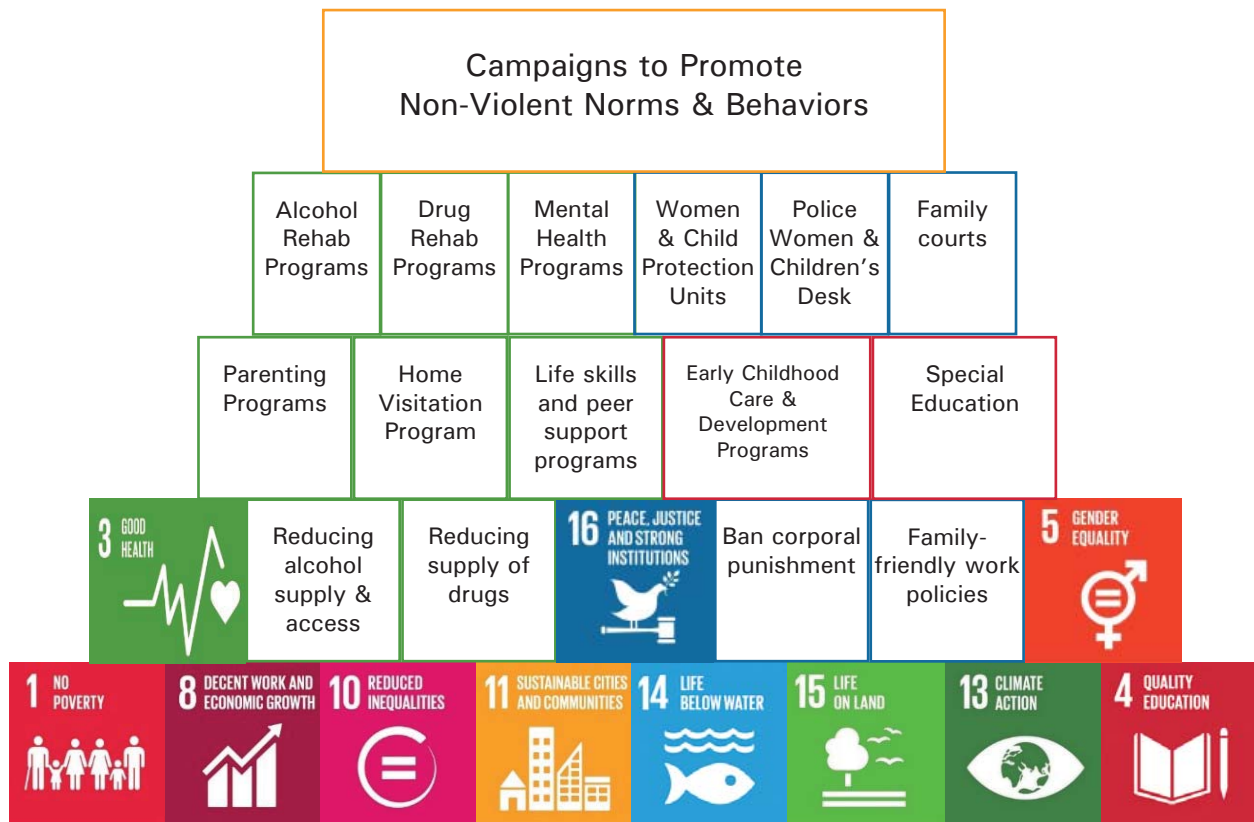 Campaigns to Promote
Non-Violent Norms & Behaviors
Alcohol
Rehab
Programs
Drug
Rehab
Programs
Mental
Health
Programs
Women
& Child
Protection
Units
Police
Women &
Children's
Desk
Family
courts
Parenting
Programs
Home
Visitation
Program
Life skills
and peer
support
programs
Early Childhood
Care &
Development
Programs
Special
Education
3 GOOD
HEALTH
Reducing
alcohol
supply &
access
Reducing
supply of
drugs
16 PEACE, JUSTICE
AND STRONG
INSTITUTIONS
Ban corporal
punishment
Family-
friendly work
policies
5 GENDER
EQUALITY
1 NO
POVERTY
8 DECENT WORK AND
ECONOMIC GROWTH
10 REDUCED
INEQUALITIES
11 SUSTAINABLE CITIES
AND COMMUNITIES
14 LIFE
BELOW WATER
15 LIFE
ON LAND
13 CLIMATE
ACTION
4 QUALITY
EDUCATION